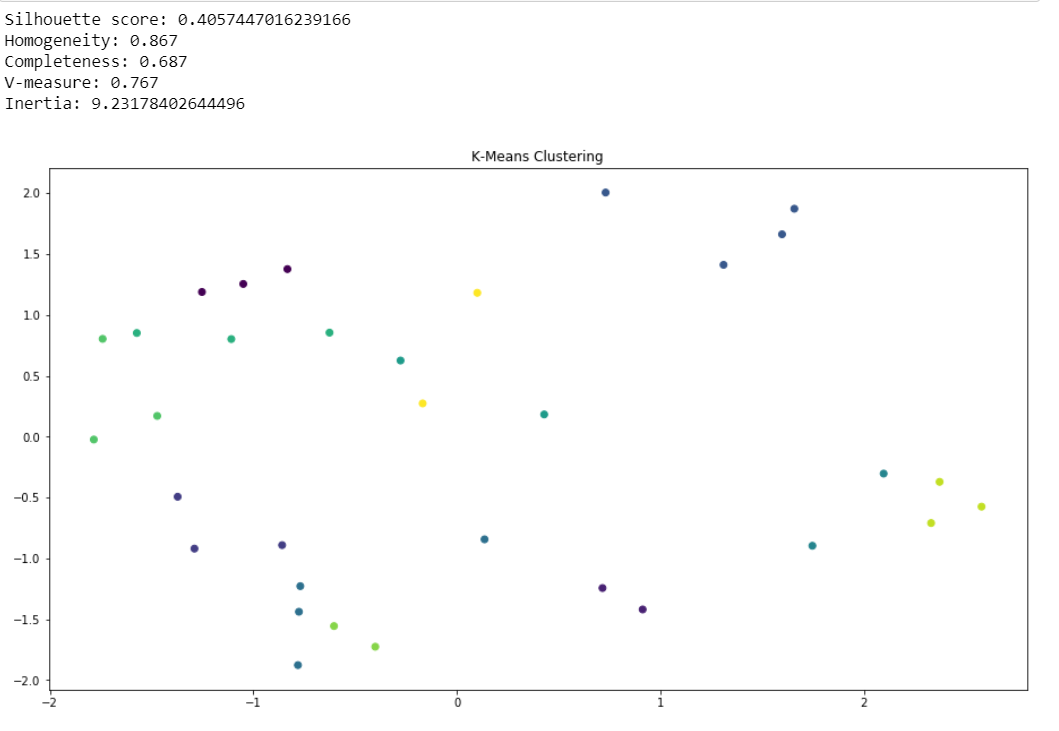 Silhouette score: 0.4057447016239166
Homogeneity: 0.867
Completeness: 0.687
V-measure: 0.767
Inertia: 9.23178402644496
K-Means Clustering
2.0
1.5
1.0
0.5
0.0
−0.5
−1.0
−1.5
−2.0
−2 −1 0 1 2